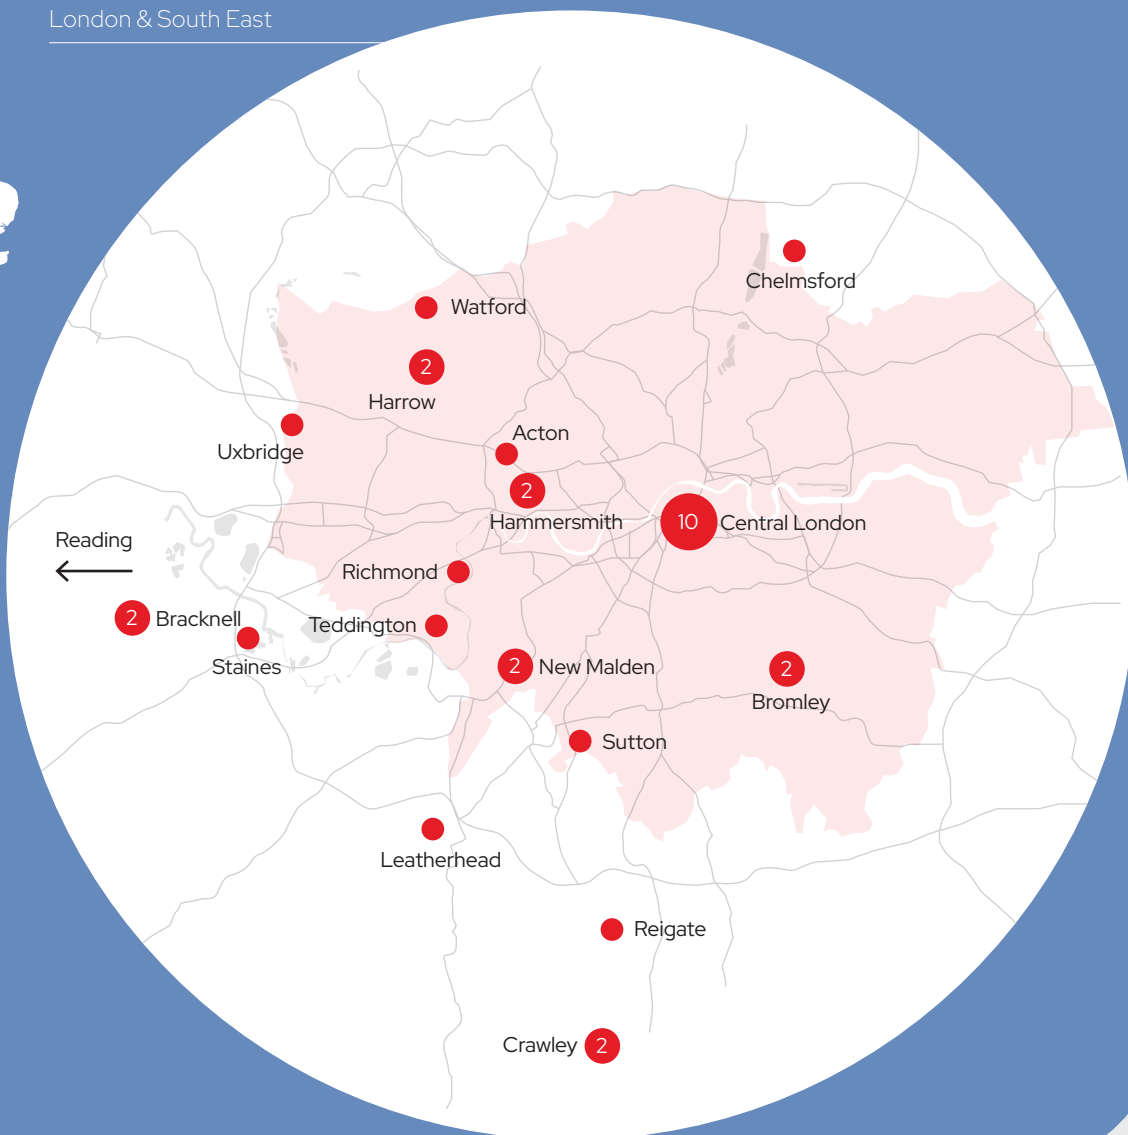 London & South East
Chelmsford
Watford
2
Harrow
Acton
Uxbridge
2
Hammersmith
10 Central London
Reading
Richmond
2 Bracknell
Teddington
Staines
2 New Malden
2
Bromley
Sutton
Leatherhead
Reigate
Crawley 2